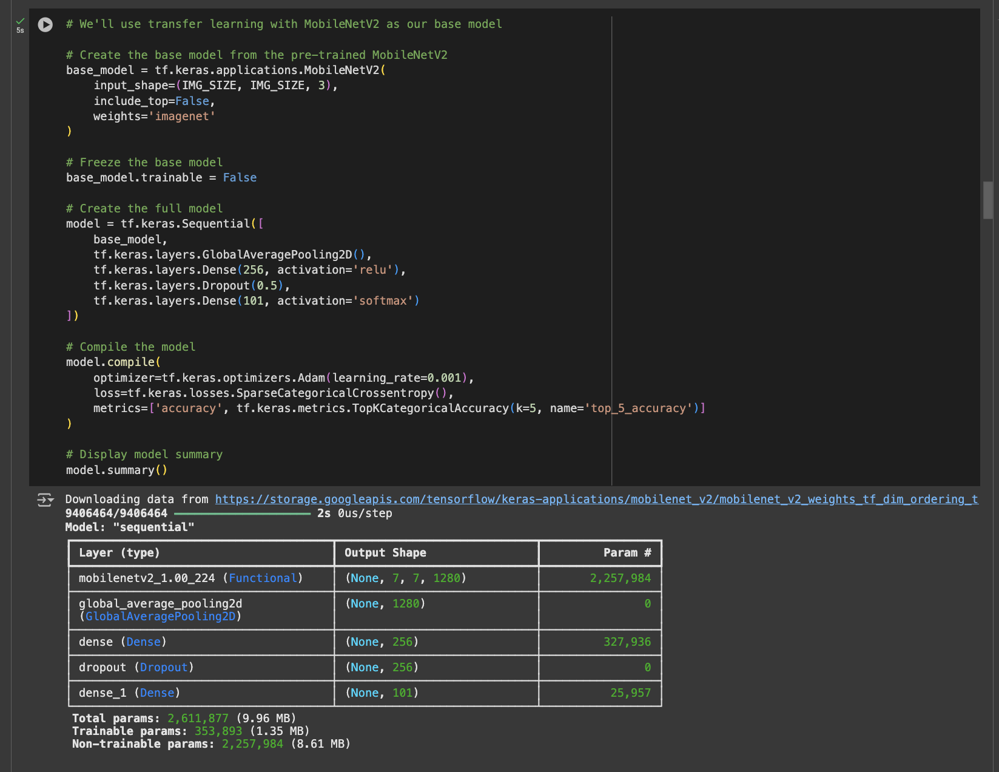 5s
# We'll use transfer learning with MobileNetV2 as our base model
# Create the base model from the pre-trained MobileNetV2
base_model = tf.keras.applications.MobileNetV2(
    input_shape=(IMG_SIZE, IMG_SIZE, 3),
    include_top=False,
    weights='imagenet'
)
# Freeze the base model
base_model.trainable = False
# Create the full model
model = tf.keras.Sequential([
    base_model,
    tf.keras.layers.GlobalAveragePooling2D(),
    tf.keras.layers.Dense(256, activation='relu'),
    tf.keras.layers.Dropout(0.5),
    tf.keras.layers.Dense(101, activation='softmax')
])
# Compile the model
model.compile(
    optimizer=tf.keras.optimizers.Adam(learning_rate=0.001),
    loss=tf.keras.losses.SparseCategoricalCrossentropy(),
    metrics=['accuracy', tf.keras.metrics.TopKCategoricalAccuracy(k=5, name='top_5_accuracy')]
)
# Display model summary
model.summary()
Downloading data from https://storage.googleapis.com/tensorflow/keras-applications/mobilenet_v2/mobilenet_v2_weights_tf_dim_ordering_t
9406464/9406464 2s 0us/step
Model: "sequential"
Layer (type) Output Shape Param #
mobilenetv2_1.00_224 (Functional) (None, 7, 7, 1280) 2,257,984
global_average_pooling2d (None, 1280) 0
(GlobalAveragePooling2D)
dense (Dense) (None, 256) 327,936
dropout (Dropout) (None, 256) 0
dense_1 (Dense) (None, 101) 25,957
Total params: 2,611,877 (9.96 MB)
Trainable params: 353,893 (1.35 MB)
Non-trainable params: 2,257,984 (8.61 MB)